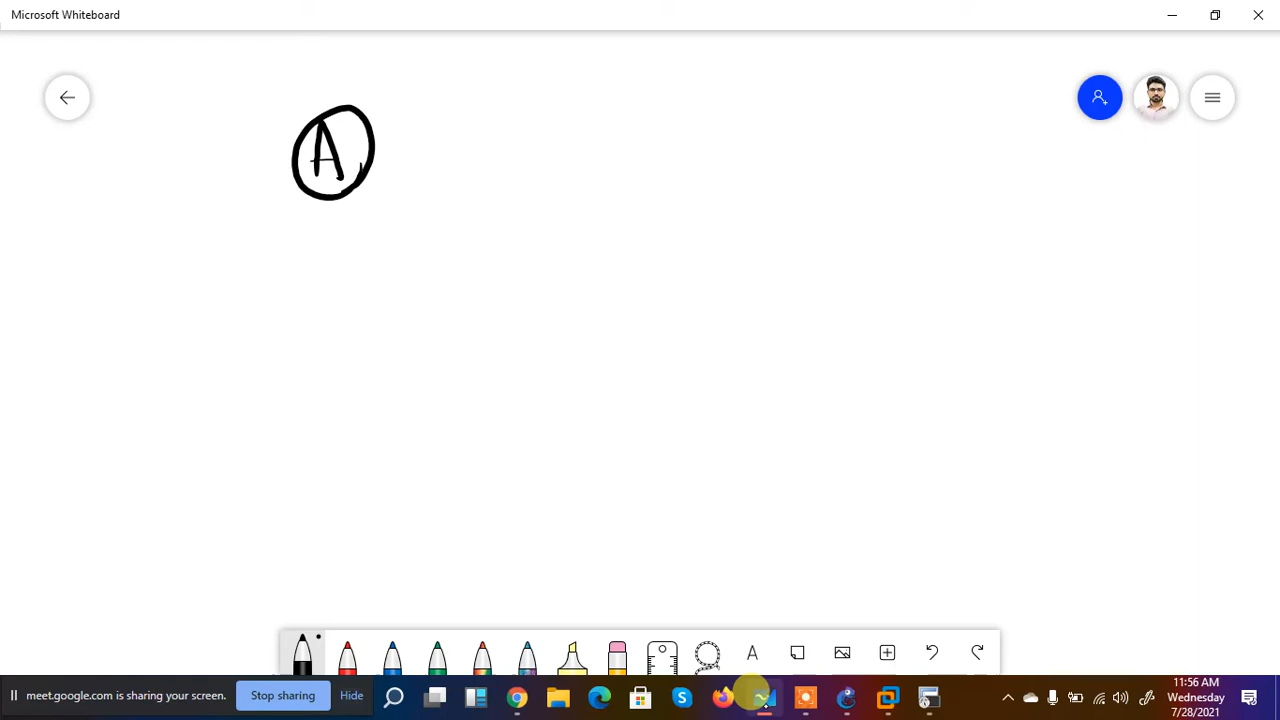 Microsoft Whiteboard
A
A
meet.google.com is sharing your screen.
Stop sharing
Hide
11:56 AM
Wednesday
7/28/2021